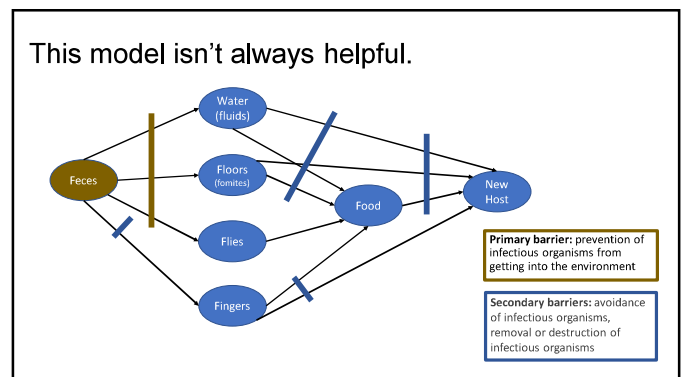 This model isn't always helpful.
Water
(fluids)
Feces
Floors
(fomites)
Food
New
Host
Flies
Fingers
Primary barrier: prevention of
infectious organisms from
getting into the environment
Secondary barriers: avoidance
of infectious organisms,
removal or destruction of
infectious organisms